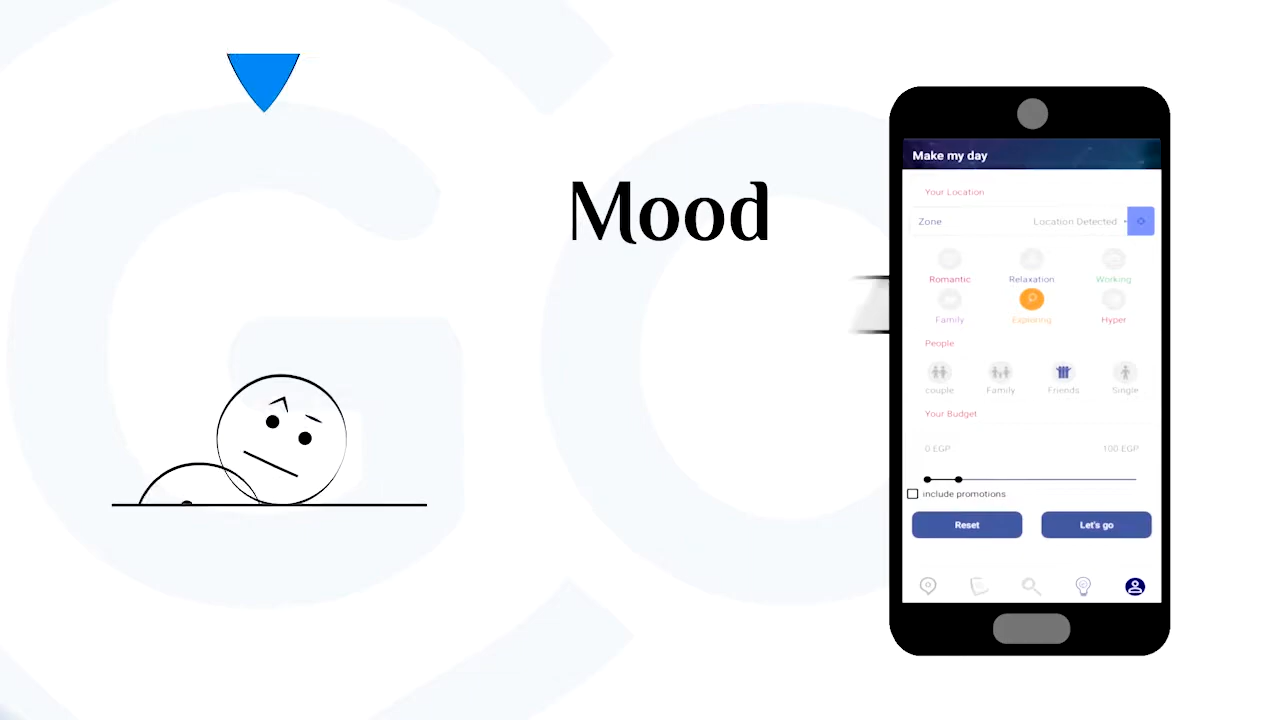 Mood
Make my day
Your Location
Zone Location Detected
Romantic Relaxation Working
Family Exploring Hyper
People
couple Family Friends Single
Your Budget
0 EGP 100 EGP
include promotions
Reset Let's go